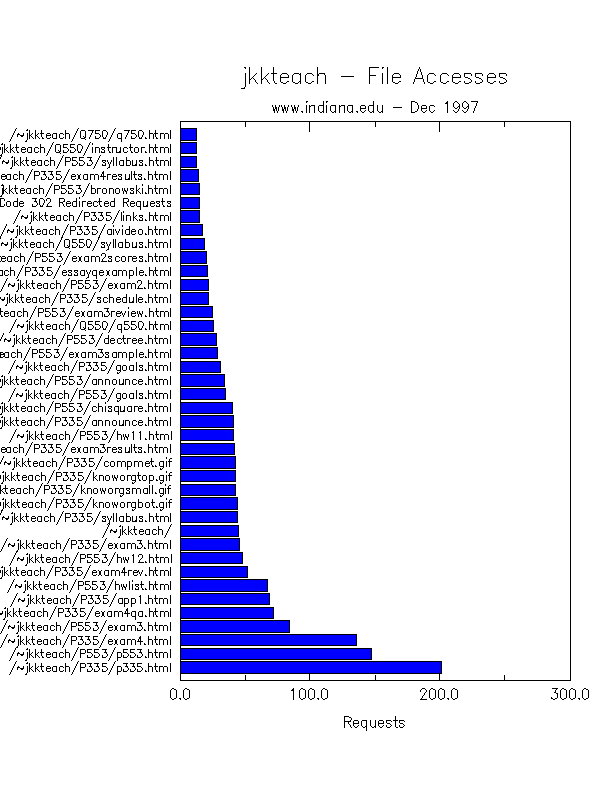 jkkteach – File Accesses
www.indiana.edu – Dec 1997
/~jkkteach/Q750/q750.html
jkkteach/Q550/instructor.html
/~jkkteach/P553/syllabus.html
each/P335/exam4results.html
jkkteach/P553/bronowski.html
Code 302 Redirected Requests
/~jkkteach/P335/links.html
/~jkkteach/P335/aivideo.html
~jkkteach/Q550/syllabus.html
teach/P553/exam2scores.html
ach/P335/essayqexample.html
/~jkkteach/P553/exam2.html
~jkkteach/P335/schedule.html
teach/P553/exam3review.html
/~jkkteach/Q550/q550.html
/~jkkteach/P553/dectree.html
each/P553/exam3sample.html
/~jkkteach/P335/goals.html
~jkkteach/P553/announce.html
/~jkkteach/P553/goals.html
jkkteach/P553/chisquare.html
~jkkteach/P335/announce.html
/~jkkteach/P553/hw11.html
each/P335/exam3results.html
/~jkkteach/P335/compmet.gif
~jkkteach/P335/knoworgtop.gif
kkteach/P335/knoworgsmall.gif
~jkkteach/P335/knoworgbot.gif
/~jkkteach/P335/syllabus.html
/~jkkteach/
/~jkkteach/P335/exam3.html
/~jkkteach/P553/hw12.html
jkkteach/P335/exam4rev.html
/~jkkteach/P553/hwlist.html
/~jkkteach/P335/app1.html
~jkkteach/P335/exam4qa.html
/~jkkteach/P553/exam3.html
/~jkkteach/P335/exam4.html
/~jkkteach/P553/p553.html
/~jkkteach/P335/p335.html
0.0 100.0 200.0 300.0
Requests